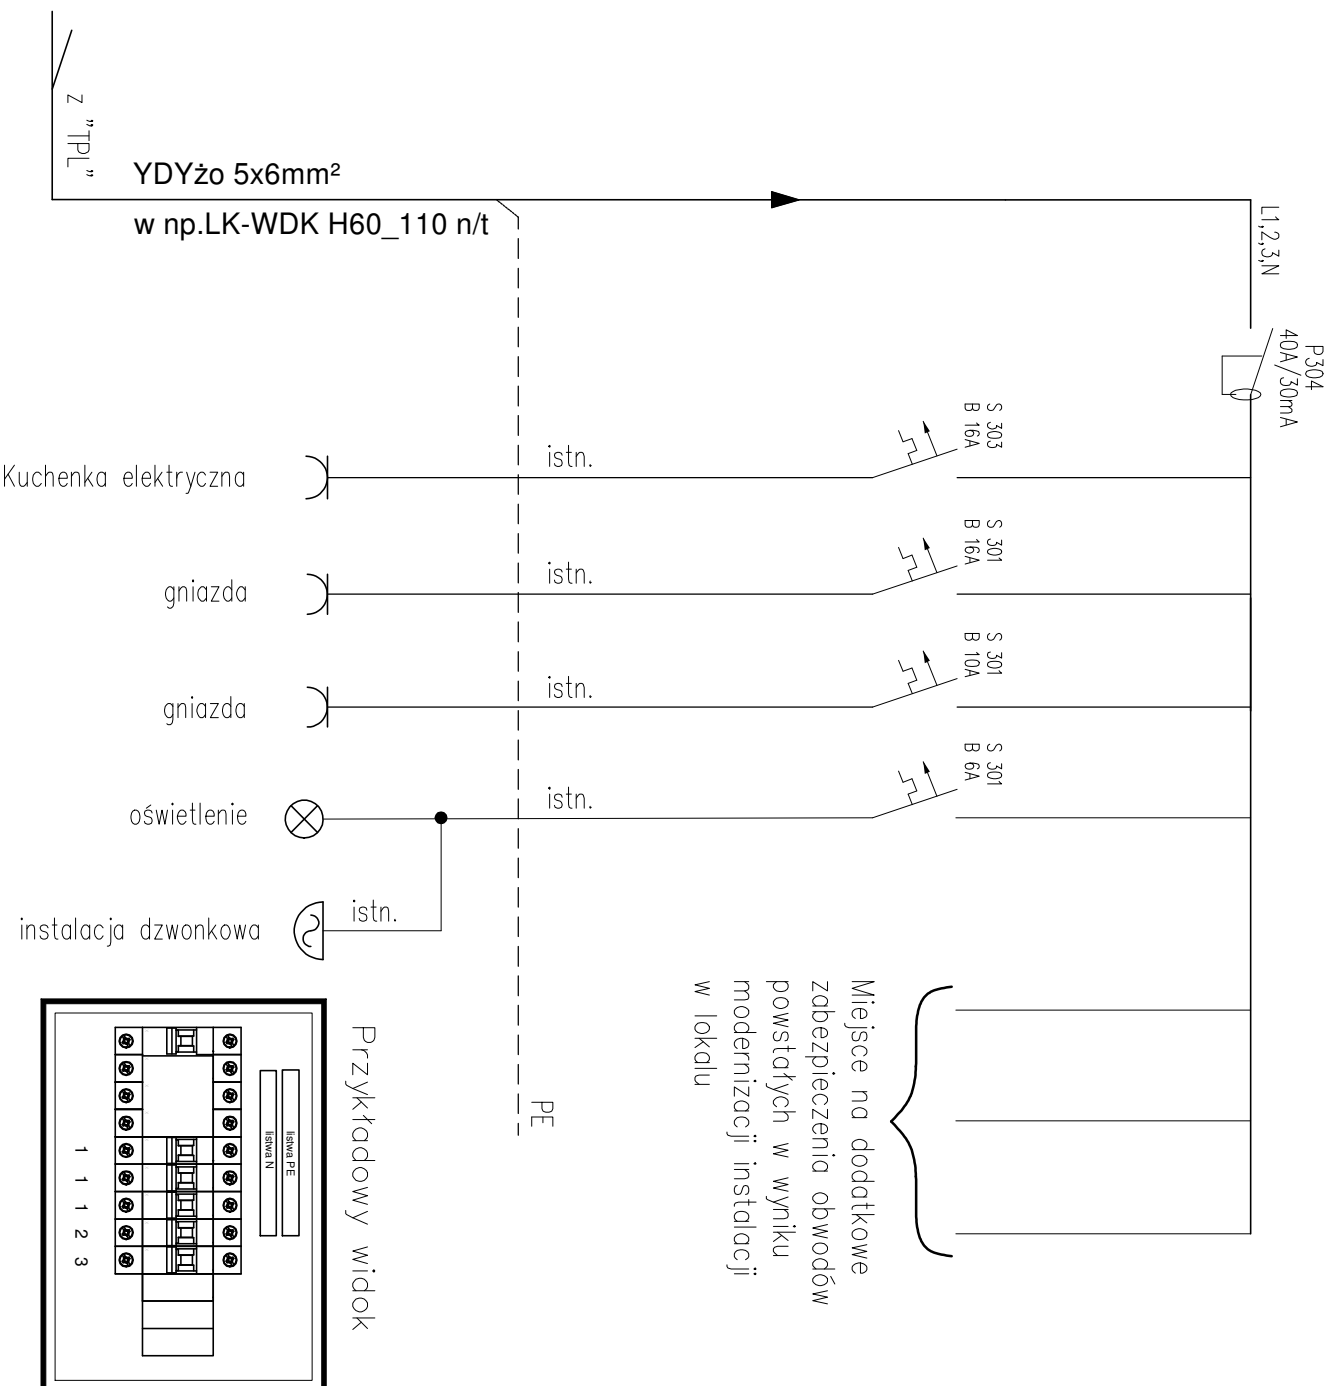 z "TPL"
YDYżo 5x6mm²
w np.LK-WDK H60_110 n/t
L1,2,3,N
P304
40A/30mA
S 303
B 16A
istn.
Kuchenka elektryczna
S 301
B 16A
istn.
gniazda
S 301
B 10A
istn.
gniazda
S 301
B 6A
istn.
oświetlenie
istn.
instalacja dzwonkowa
PE
Miejsce na dodatkowe
zabezpieczenia obwodów
powstałych w wyniku
modernizacji instalacji
w lokalu
Przykładowy widok
listwa PE
listwa N
1 1 1 2 3